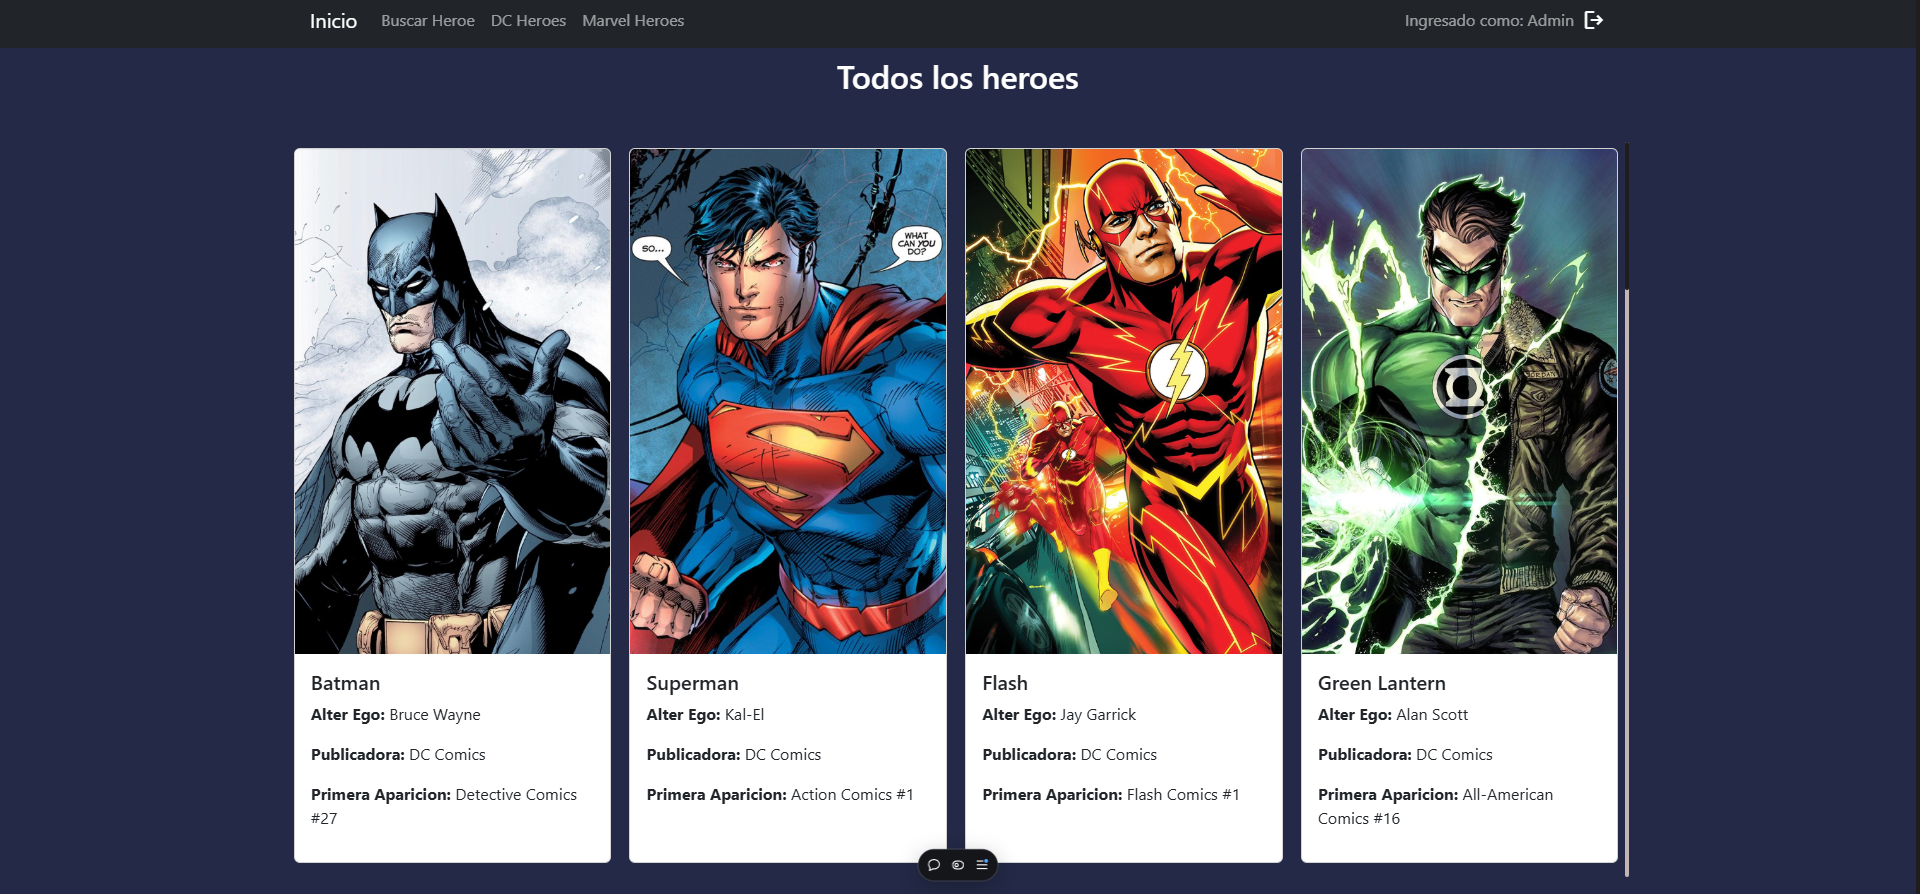 Inicio Buscar Heroe DC Heroes Marvel Heroes Ingresado como: Admin
Todos los heroes
SO...
WHAT
CAN YOU
DO?
JORDAN
Batman
Alter Ego: Bruce Wayne
Publicadora: DC Comics
Primera Aparicion: Detective Comics
#27
Superman
Alter Ego: Kal-El
Publicadora: DC Comics
Primera Aparicion: Action Comics #1
Flash
Alter Ego: Jay Garrick
Publicadora: DC Comics
Primera Aparicion: Flash Comics #1
Green Lantern
Alter Ego: Alan Scott
Publicadora: DC Comics
Primera Aparicion: All-American
Comics #16